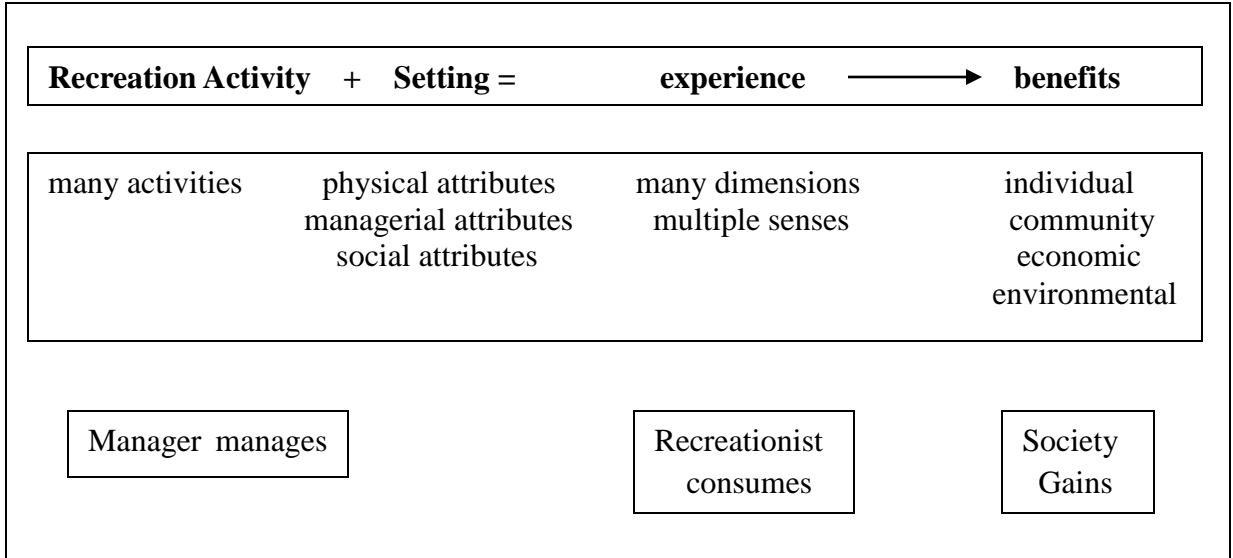 Recreation Activity + Setting = experience benefits
many activities physical attributes many dimensions individual
managerial attributes multiple senses community
social attributes economic
environmental
Manager manages Recreationist Society
consumes Gains